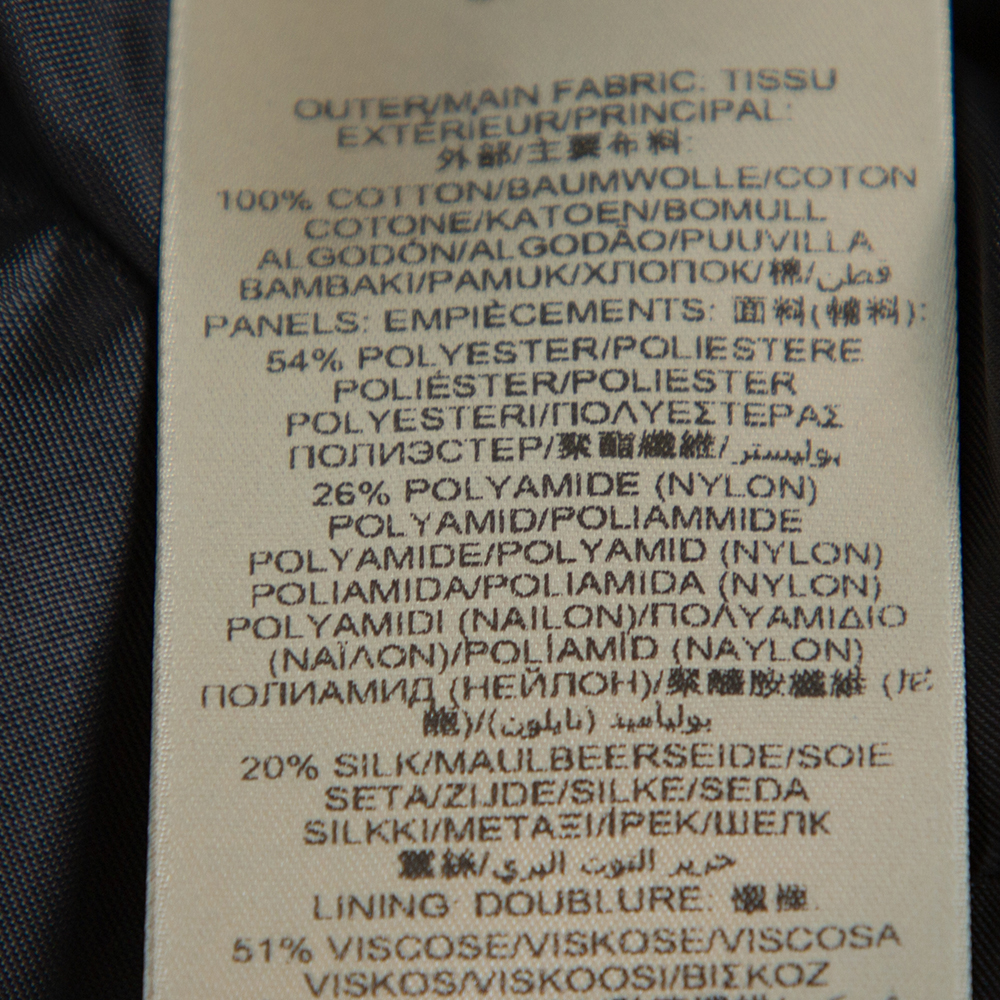 OUTER/MAIN FABRIC: TISSU
EXTÉRIEUR/PRINCIPAL:
外部/主要布料:
100% COTTON/BAUMWOLLE/COTON
COTONE/KATOEN/BOMULL
ALGODÓN/ALGODÃO/PUUVILLA
BAMBAKI/PAMUK/ХЛОПОК/棉/قطن
PANELS: EMPIÈCEMENTS: 面料(輔料):
54% POLYESTER/POLIESTERE
POLIÉSTER/POLIESTER
POLYESTERI/ΠΟΛΥΕΣΤΕΡΑΣ
ПОЛИЭСТЕР/聚酯纖維/بوليستر
26% POLYAMIDE (NYLON)
POLYAMID/POLIAMMIDE
POLYAMIDE/POLYAMID (NYLON)
POLIAMIDA/POLIAMIDA (NYLON)
POLYAMIDI (NAILON)/ΠΟΛΥΑΜΙΔΙΟ
(ΝΑΪΛΟΝ)/POLİAMİD (NAYLON)
ПОЛИАМИД (НЕЙЛОН)/聚醯胺纖維 (尼
龍)/بولياميد (نايلون)
20% SILK/MAULBEERSEIDE/SOIE
SETA/ZIJDE/SILKE/SEDA
SILKKI/ΜΕΤΑΞΙ/İPEK/ШЕЛК
蠶絲/حرير التوت البري
LINING: DOUBLURE:
51% VISCOSE/VISKOSE/VISCOSA
VISKOS/VISKOOSI/ΒΙΣΚΟΖ